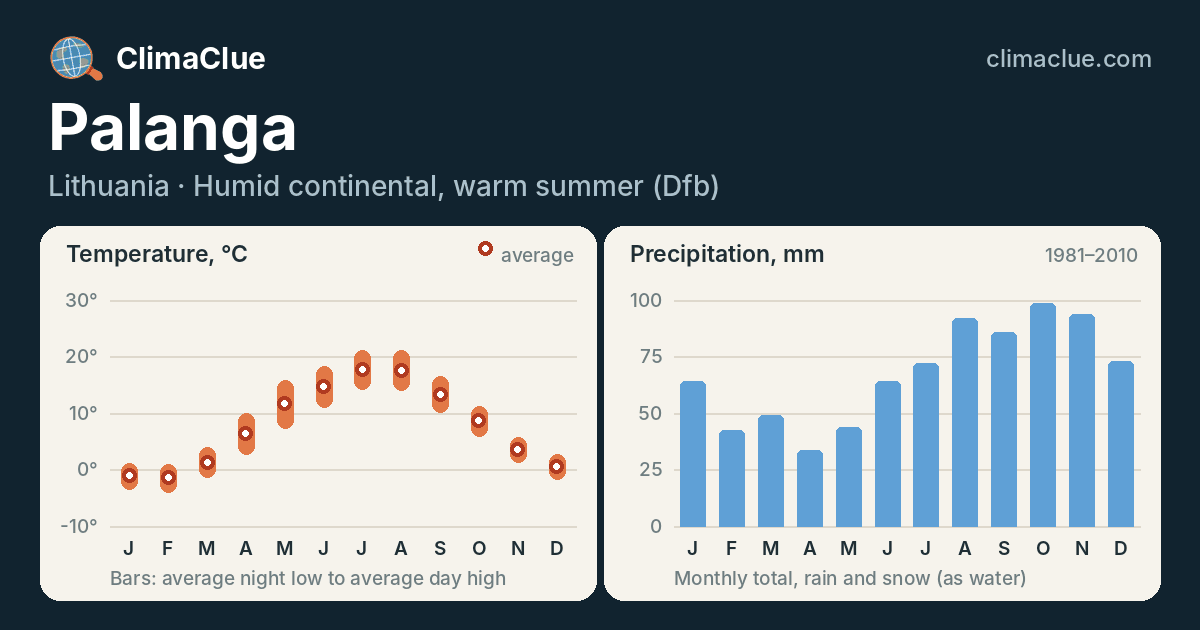 ClimaClue
climaclue.com
Palanga
Lithuania · Humid continental, warm summer (Dfb)
Temperature, °C
average
30°
20°
10°
0°
-10°
J F M A M J J A S O N D
Bars: average night low to average day high
Precipitation, mm
1981–2010
100
75
50
25
0
J F M A M J J A S O N D
Monthly total, rain and snow (as water)